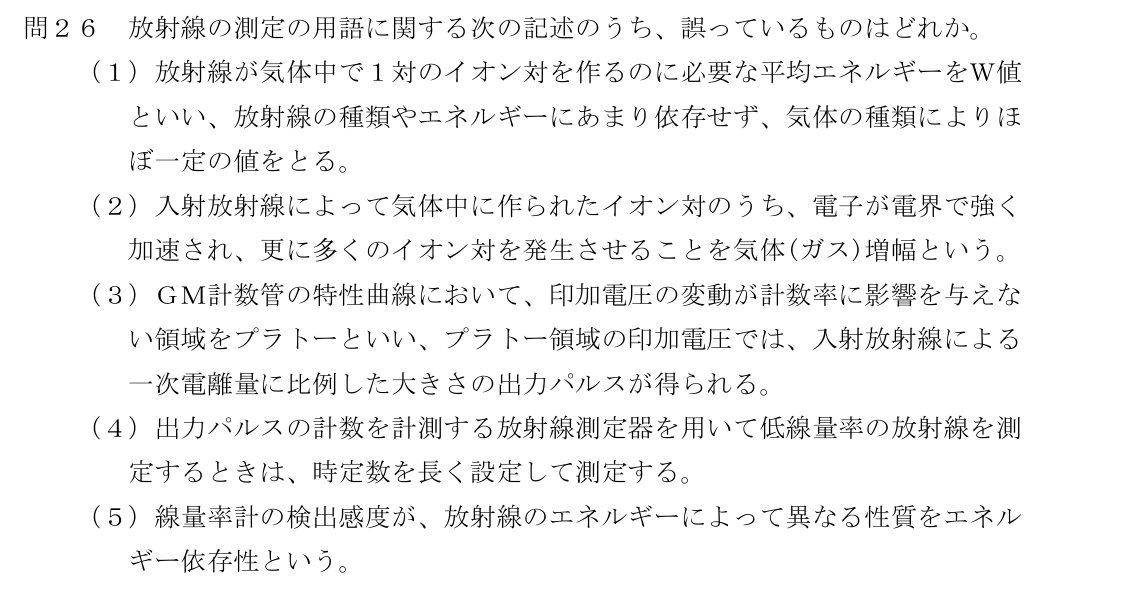 問２６　放射線の測定の用語に関する次の記述のうち、誤っているものはどれか。
（１）放射線が気体中で１対のイオン対を作るのに必要な平均エネルギーをＷ値
といい、放射線の種類やエネルギーにあまり依存せず、気体の種類によりほ
ぼ一定の値をとる。
（２）入射放射線によって気体中に作られたイオン対のうち、電子が電界で強く
加速され、更に多くのイオン対を発生させることを気体(ガス)増幅という。
（３）ＧＭ計数管の特性曲線において、印加電圧の変動が計数率に影響を与えな
い領域をプラトーといい、プラトー領域の印加電圧では、入射放射線による
一次電離量に比例した大きさの出力パルスが得られる。
（４）出力パルスの計数を計測する放射線測定器を用いて低線量率の放射線を測
定するときは、時定数を長く設定して測定する。
（５）線量率計の検出感度が、放射線のエネルギーによって異なる性質をエネル
ギー依存性という。